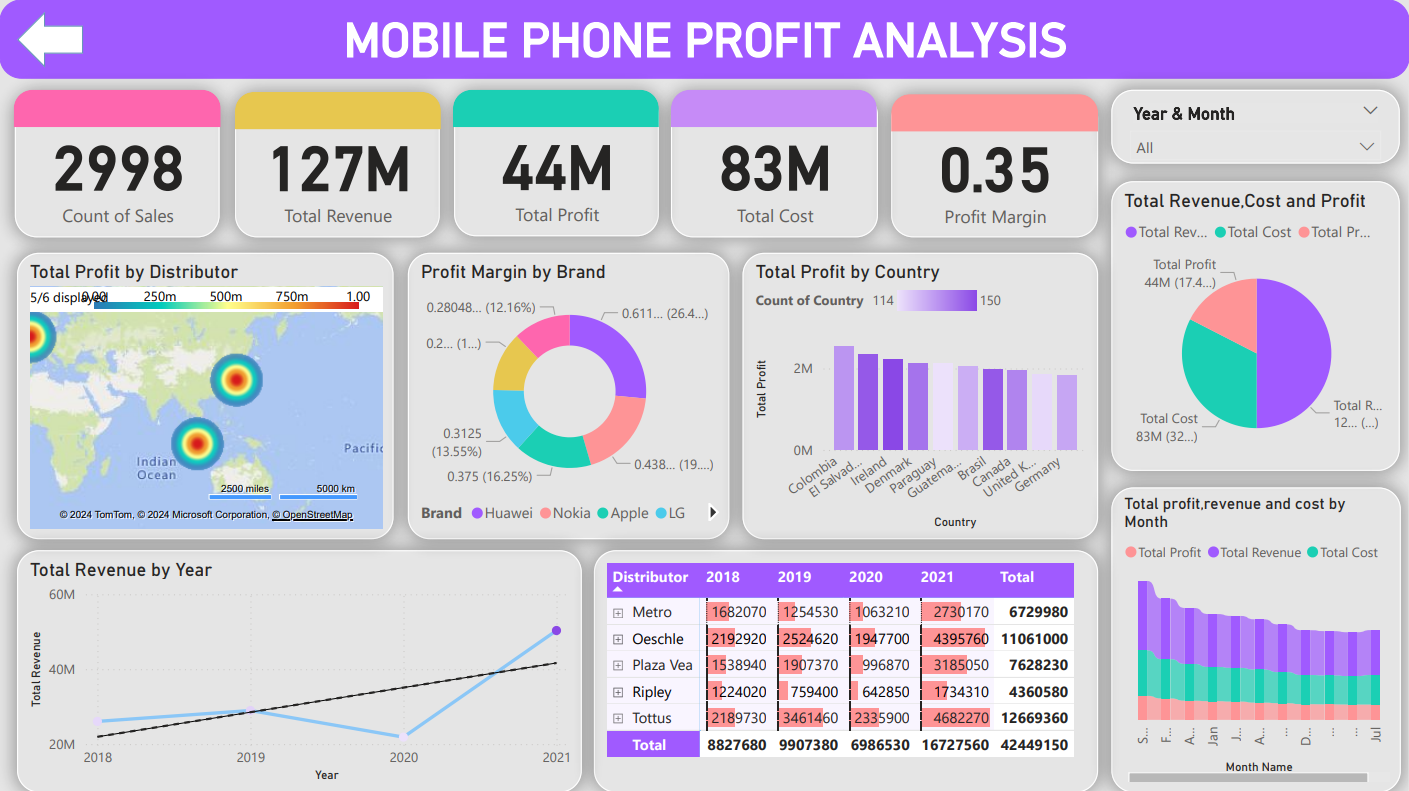 MOBILE PHONE PROFIT ANALYSIS
2998
Count of Sales
127M
Total Revenue
44M
Total Profit
83M
Total Cost
0.35
Profit Margin
Year & Month
All
Total Revenue,Cost and Profit
Total Rev... Total Cost Total Pr...
Total Profit
44M (17.4...)
Total Cost
83M (32...)
Total R...
12... (...)
Total Profit by Distributor
5/6 displayed
0.00 250m 500m 750m 1.00
Indian
Ocean
Pacific
2500 miles 5000 km
© 2024 TomTom, © 2024 Microsoft Corporation, © OpenStreetMap
Profit Margin by Brand
0.28048... (12.16%)
0.611... (26.4...)
0.2... (1...)
0.3125
(13.55%)
0.375 (16.25%)
0.438... (19....)
Brand Huawei Nokia Apple LG
Total Profit by Country
Count of Country 114 150
Total Profit
2M
0M
Colombia
El Salvad...
Ireland
Denmark
Paraguay
Guatema...
Brasil
Canada
United K...
Germany
Country
Total profit,revenue and cost by
Month
Total Profit Total Revenue Total Cost
S...
F...
A...
Jan
J...
A...
...
D...
...
...
Jul
Month Name
Total Revenue by Year
Total Revenue
60M
40M
20M
2018 2019 2020 2021
Year
Distributor 2018 2019 2020 2021 Total
Metro 1682070 1254530 1063210 2730170 6729980
Oeschle 2192920 2524620 1947700 4395760 11061000
Plaza Vea 1538940 1907370 996870 3185050 7628230
Ripley 1224020 759400 642850 1734310 4360580
Tottus 2189730 3461460 2335900 4682270 12669360
Total 8827680 9907380 6986530 16727560 42449150